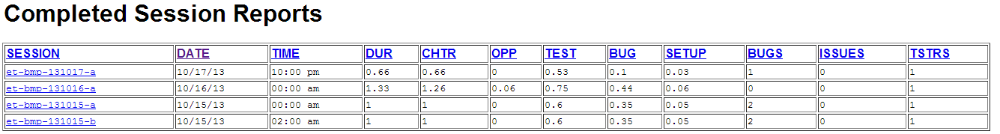 Completed Session Reports
SESSION DATE TIME DUR CHTR OPP TEST BUG SETUP BUGS ISSUES TSTRS
et-bmp-131017-a 10/17/13 10:00 pm 0.66 0.66 0 0.53 0.1 0.03 1 0 1
et-bmp-131016-a 10/16/13 00:00 am 1.33 1.26 0.06 0.75 0.44 0.06 0 0 1
et-bmp-131015-a 10/15/13 00:00 am 1 1 0 0.6 0.35 0.05 2 0 1
et-bmp-131015-b 10/15/13 02:00 am 1 1 0 0.6 0.35 0.05 2 0 1